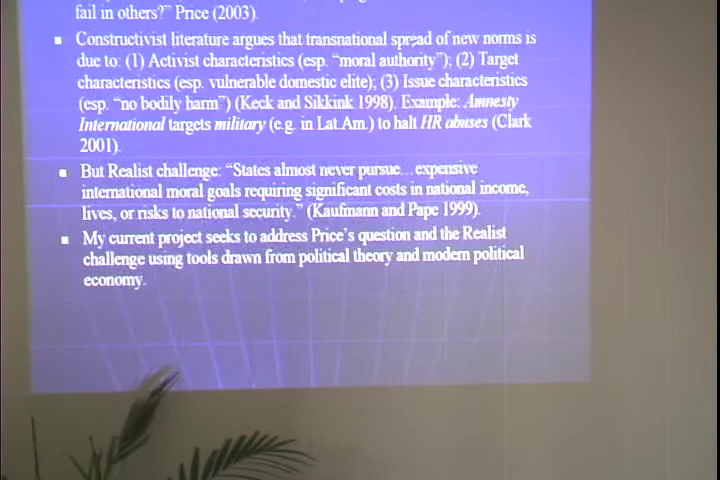 fail in others?" Price (2003).
Constructivist literature argues that transnational spread of new norms is
due to: (1) Activist characteristics (esp. "moral authority"); (2) Target
characteristics (esp. vulnerable domestic elite); (3) Issue characteristics
(esp. "no bodily harm") (Keck and Sikkink 1998). Example: Amnesty
International targets military (e.g. in Lat.Am.) to halt HR abuses (Clark
2001).
But Realist challenge: "States almost never pursue... expensive
international moral goals requiring significant costs in national income,
lives, or risks to national security." (Kaufmann and Pape 1999).
My current project seeks to address Price's question and the Realist
challenge using tools drawn from political theory and modern political
economy.